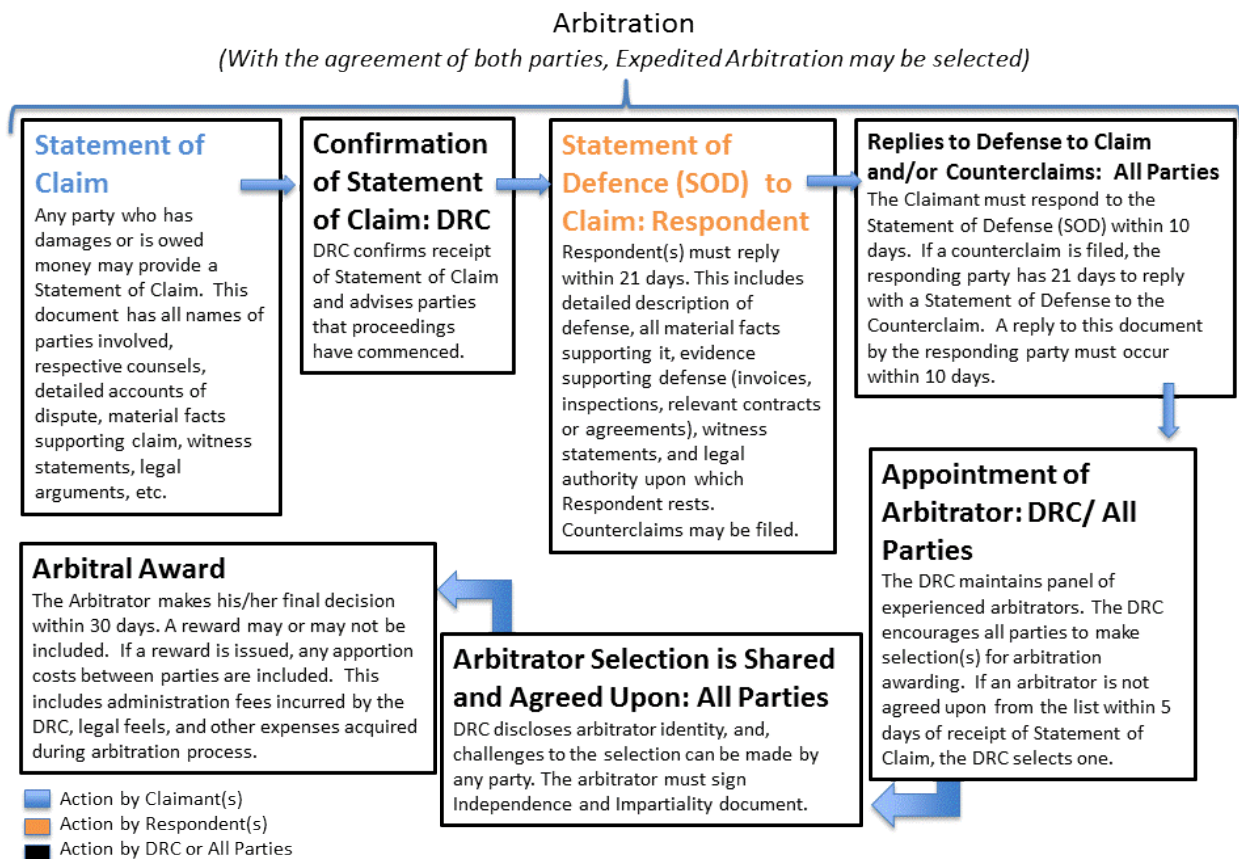 Arbitration
(With the agreement of both parties, Expedited Arbitration may be selected)
Statement of
Claim
Any party who has
damages or is owed
money may provide a
Statement of Claim.  This
document has all names of
parties involved,
respective counsels,
detailed accounts of
dispute, material facts
supporting claim, witness
statements, legal
arguments, etc.
Confirmation
of Statement
of Claim: DRC
DRC confirms receipt
of Statement of Claim
and advises parties
that proceedings
have commenced.
Statement of
Defence (SOD)  to
Claim: Respondent
Respondent(s) must reply
within 21 days. This includes
detailed description of
defense, all material facts
supporting it, evidence
supporting defense (invoices,
inspections, relevant contracts
or agreements), witness
statements, and legal
authority upon which
Respondent rests.
Counterclaims may be filed.
Replies to Defense to Claim
and/or Counterclaims:  All Parties
The Claimant must respond to the
Statement of Defense (SOD) within 10
days.  If a counterclaim is filed, the
responding party has 21 days to reply
with a Statement of Defense to the
Counterclaim.  A reply to this document
by the responding party must occur
within 10 days.
Appointment of
Arbitrator: DRC/ All
Parties
The DRC maintains panel of
experienced arbitrators. The DRC
encourages all parties to make
selection(s) for arbitration
awarding.  If an arbitrator is not
agreed upon from the list within 5
days of receipt of Statement of
Claim, the DRC selects one.
Arbitrator Selection is Shared
and Agreed Upon: All Parties
DRC discloses arbitrator identity, and,
challenges to the selection can be made by
any party. The arbitrator must sign
Independence and Impartiality document.
Arbitral Award
The Arbitrator makes his/her final decision
within 30 days. A reward may or may not be
included.  If a reward is issued, any apportion
costs between parties are included.  This
includes administration fees incurred by the
DRC, legal feels, and other expenses acquired
during arbitration process.
Action by Claimant(s)
Action by Respondent(s)
Action by DRC or All Parties